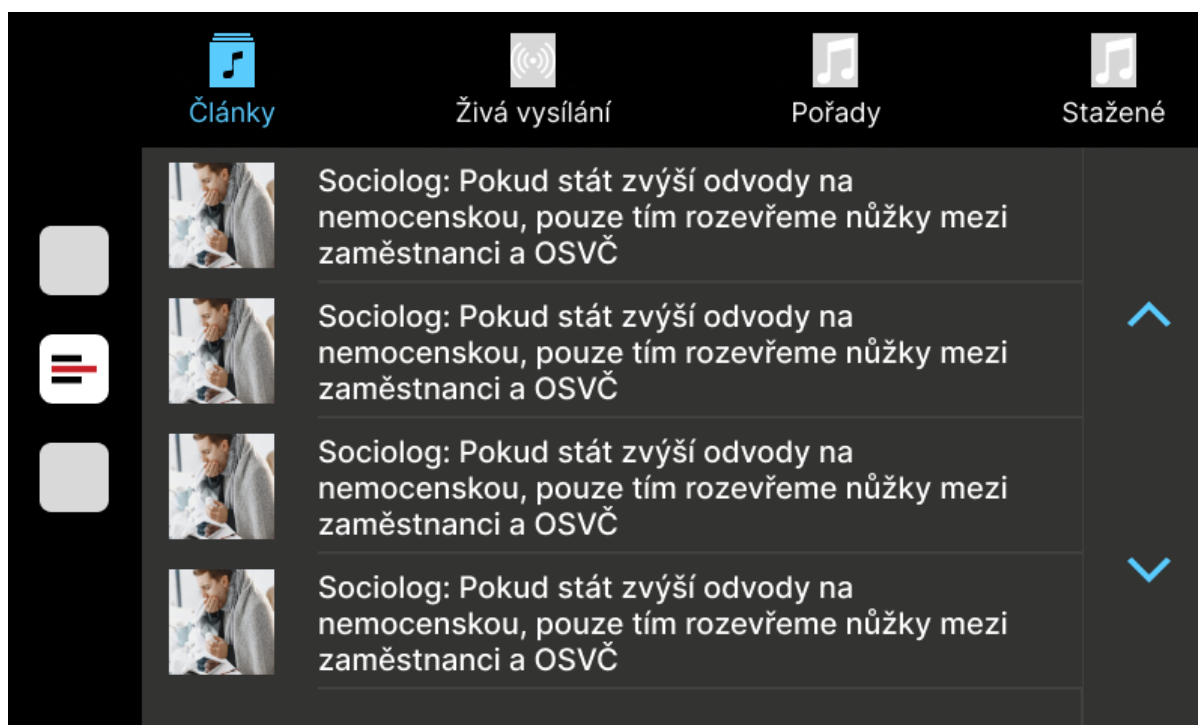 Články
Živá vysílání
Pořady
Stažené
Sociolog: Pokud stát zvýší odvody na
nemocenskou, pouze tím rozevřeme nůžky mezi
zaměstnanci a OSVČ
Sociolog: Pokud stát zvýší odvody na
nemocenskou, pouze tím rozevřeme nůžky mezi
zaměstnanci a OSVČ
Sociolog: Pokud stát zvýší odvody na
nemocenskou, pouze tím rozevřeme nůžky mezi
zaměstnanci a OSVČ
Sociolog: Pokud stát zvýší odvody na
nemocenskou, pouze tím rozevřeme nůžky mezi
zaměstnanci a OSVČ